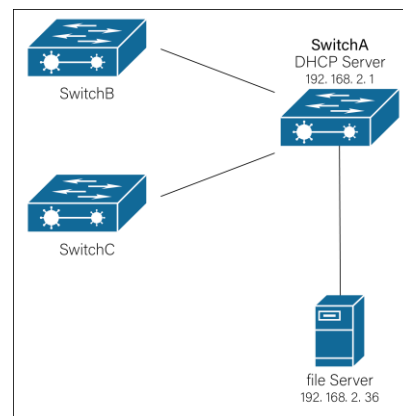 SwitchA
DHCP Server
192. 168. 2. 1
SwitchB
SwitchC
file Server
192. 168. 2. 36